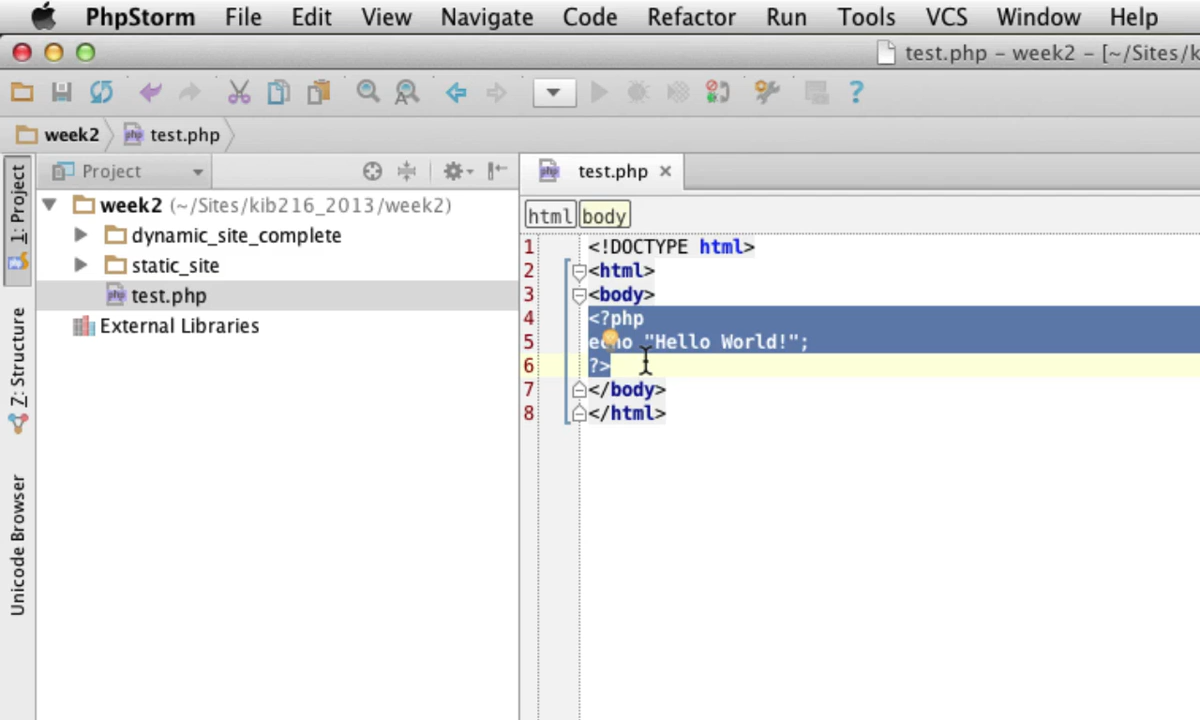 PhpStorm File Edit View Navigate Code Refactor Run Tools VCS Window Help
test.php – week2 – [~/Sites/k
week2 test.php
1: Project
Z: Structure
Unicode Browser
Project
week2 (~/Sites/kib216_2013/week2)
dynamic_site_complete
static_site
test.php
External Libraries
test.php
html body
1 <!DOCTYPE html>
2 <html>
3 <body>
4 <?php
5 echo "Hello World!";
6 ?>
7 </body>
8 </html>